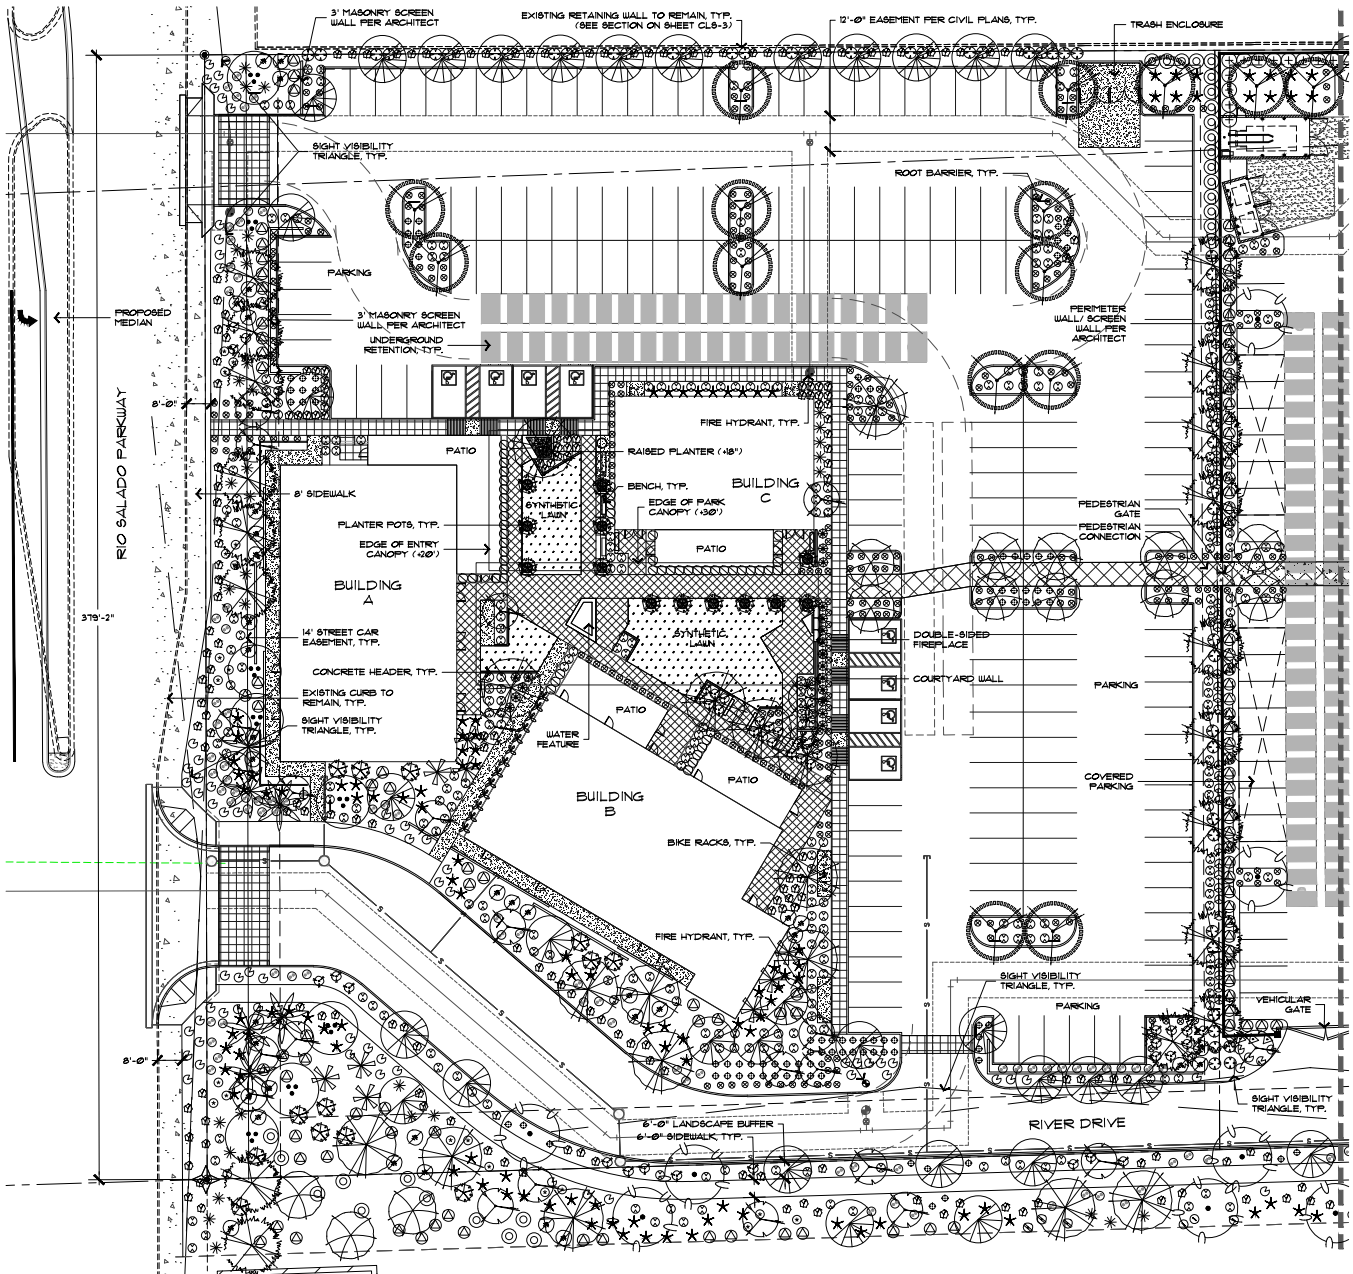 3' MASONRY SCREEN
WALL PER ARCHITECT
EXISTING RETAINING WALL TO REMAIN, TYP.
(SEE SECTION ON SHEET CLS-3)
12'-0" EASEMENT PER CIVIL PLANS, TYP.
TRASH ENCLOSURE
SIGHT VISIBILITY
TRIANGLE, TYP.
ROOT BARRIER, TYP.
PARKING
PROPOSED
MEDIAN
3' MASONRY SCREEN
WALL PER ARCHITECT
UNDERGROUND
RETENTION, TYP.
PERIMETER
WALL/ SCREEN
WALL PER
ARCHITECT
8'-0"
RIO SALADO PARKWAY
FIRE HYDRANT, TYP.
PATIO
RAISED PLANTER (+18")
BUILDING
C
BENCH, TYP.
8' SIDEWALK
EDGE OF PARK
CANOPY (+30')
SYNTHETIC
LAWN
PEDESTRIAN
GATE
PLANTER POTS, TYP.
PEDESTRIAN
CONNECTION
EDGE OF ENTRY
CANOPY (+20')
PATIO
BUILDING
A
379'-2"
14' STREET CAR
EASEMENT, TYP.
SYNTHETIC
LAWN
DOUBLE-SIDED
FIREPLACE
CONCRETE HEADER, TYP.
COURTYARD WALL
PARKING
EXISTING CURB TO
REMAIN, TYP.
PATIO
SIGHT VISIBILITY
TRIANGLE, TYP.
WATER
FEATURE
PATIO
COVERED
PARKING
BUILDING
B
BIKE RACKS, TYP.
FIRE HYDRANT, TYP.
SIGHT VISIBILITY
TRIANGLE, TYP.
PARKING
VEHICULAR
GATE
8'-0"
SIGHT VISIBILITY
TRIANGLE, TYP.
6'-0" LANDSCAPE BUFFER
6'-0" SIDEWALK, TYP.
RIVER DRIVE